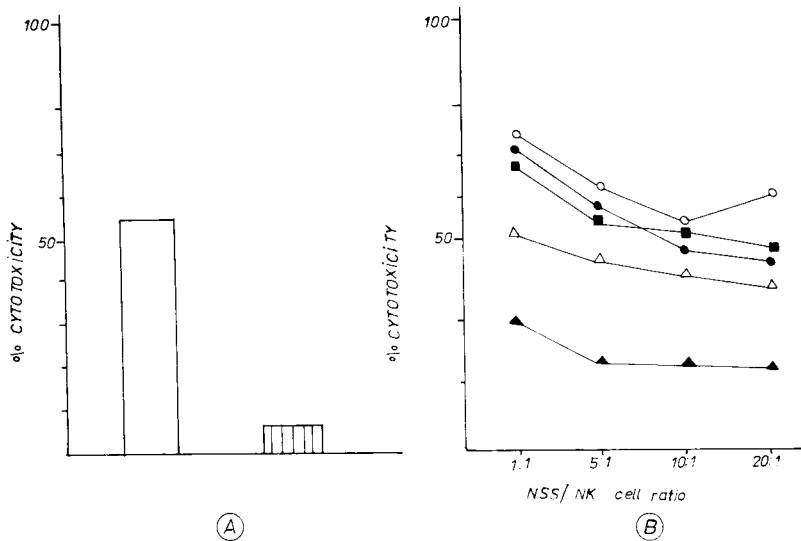 100
50
% CYTOTOXICITY
A
100
50
% CYTOTOXICITY
1:1 5:1 10:1 20:1
NSS/ NK cell ratio
B